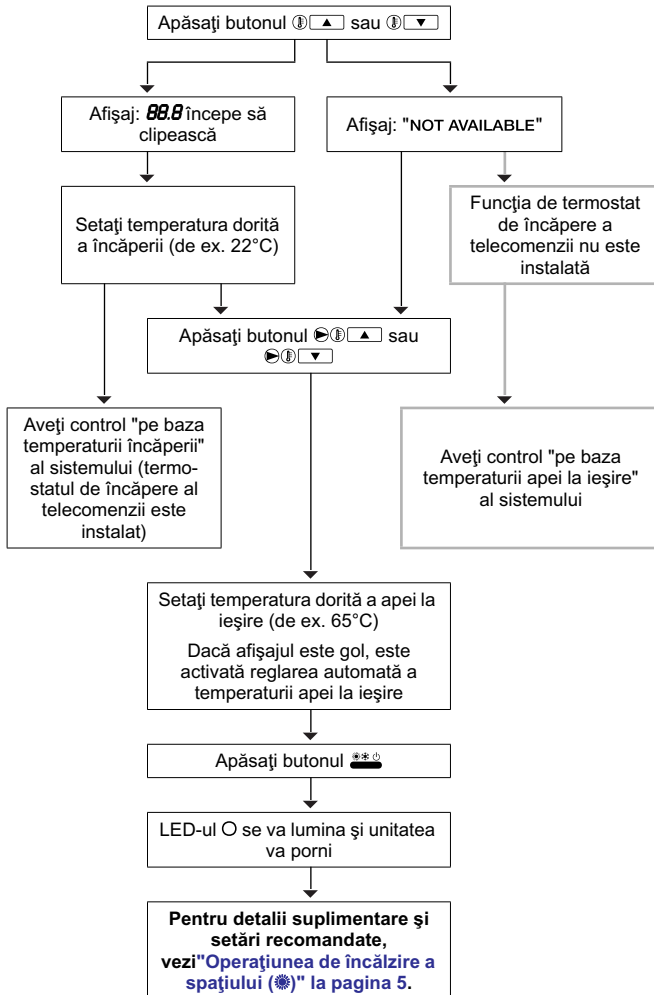 Apăsaţi butonul sau
Afişaj: 88.8 începe să
clipească
Afişaj: "NOT AVAILABLE"
Setaţi temperatura dorită
a încăperii (de ex. 22°C)
Funcţia de termostat
de încăpere a
telecomenzii nu este
instalată
Apăsaţi butonul sau
Aveţi control "pe baza
temperaturii încăperii"
al sistemului (termo-
statul de încăpere al
telecomenzii este
instalat)
Aveţi control "pe baza
temperaturii apei la ieşire"
al sistemului
Setaţi temperatura dorită a apei la
ieşire (de ex. 65°C)
Dacă afişajul este gol, este
activată reglarea automată a
temperaturii apei la ieşire
Apăsaţi butonul
LED-ul se va lumina şi unitatea
va porni
Pentru detalii suplimentare şi
setări recomandate,
vezi"Operaţiunea de încălzire a
spaţiului ()" la pagina 5.